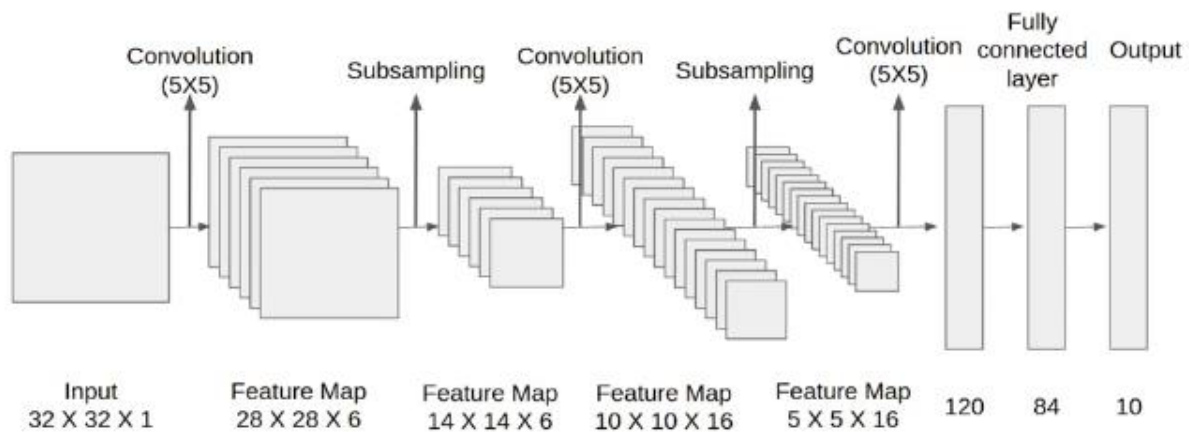 Convolution
(5X5)
Subsampling
Convolution
(5X5)
Subsampling
Convolution
(5X5)
Fully
connected
layer
Output
Input
32 X 32 X 1
Feature Map
28 X 28 X 6
Feature Map
14 X 14 X 6
Feature Map
10 X 10 X 16
Feature Map
5 X 5 X 16
120
84
10